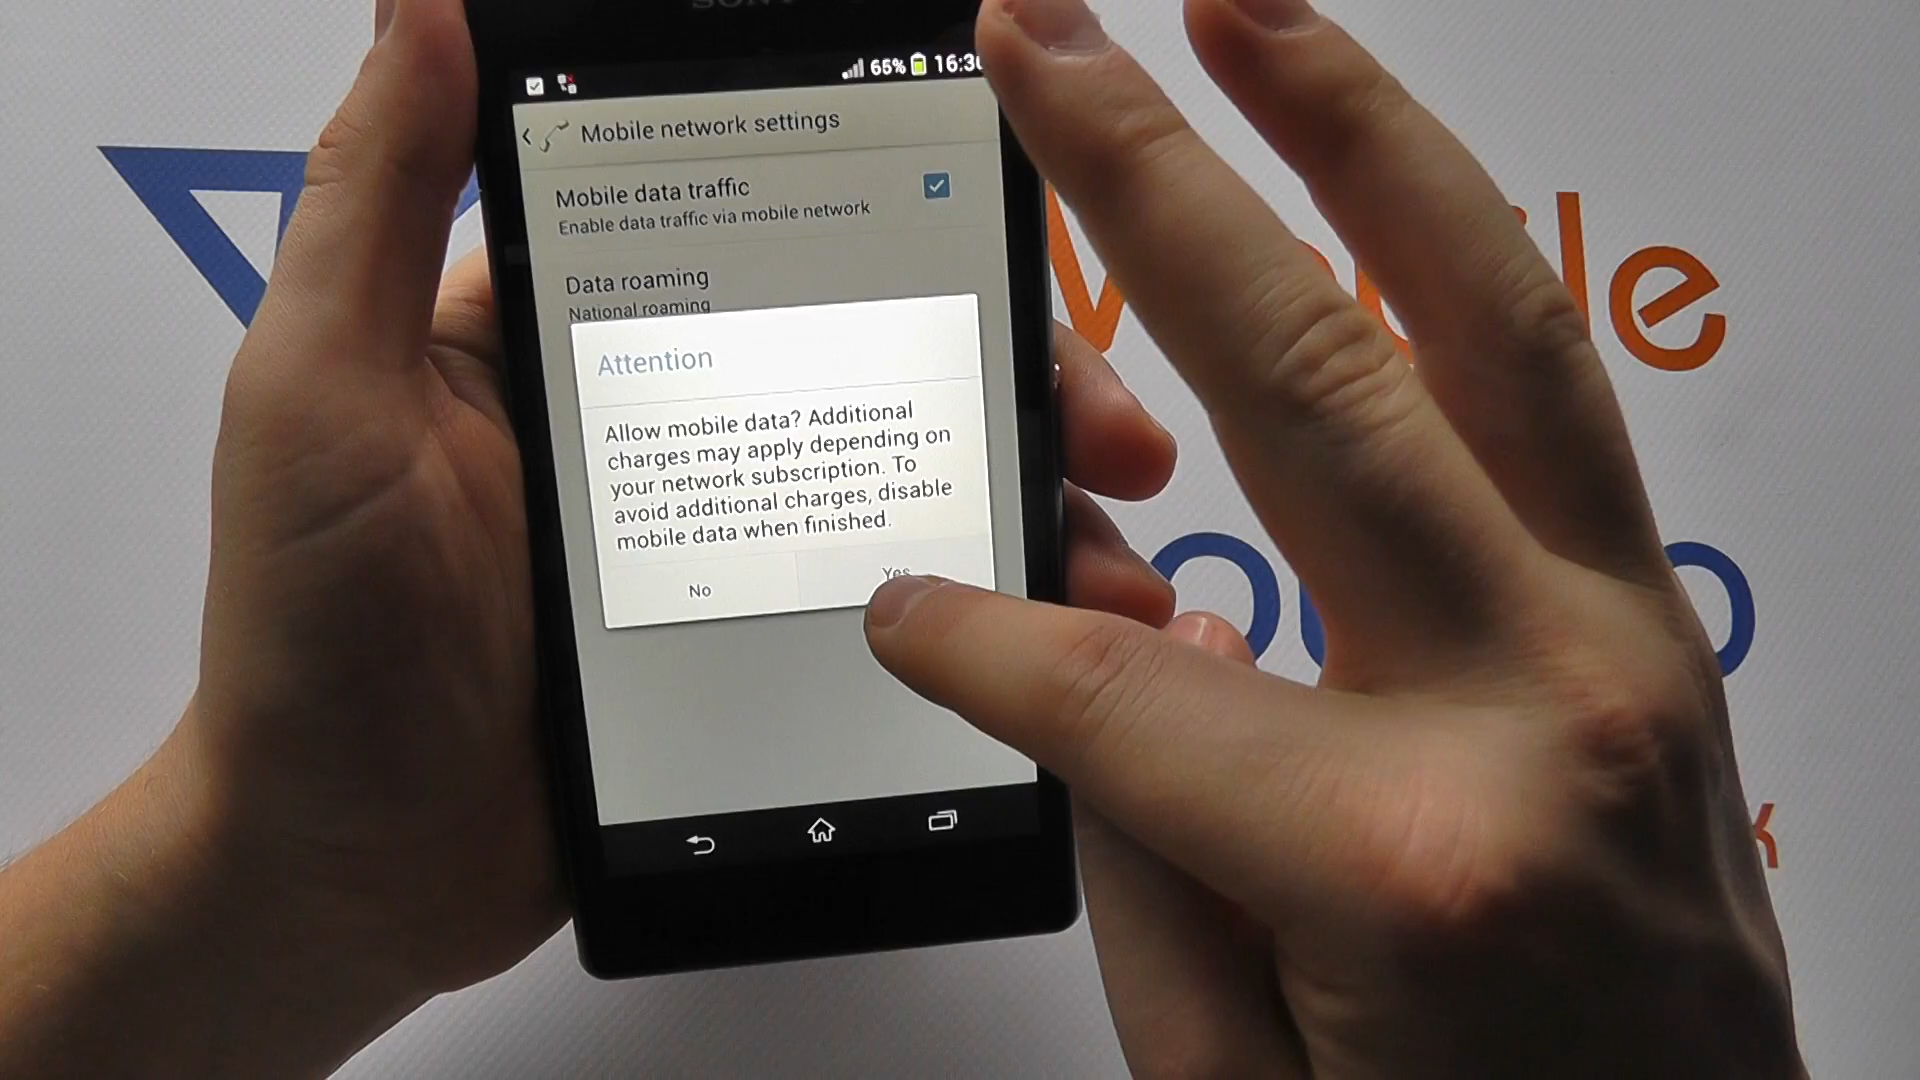 SONY
65% 16:30
Mobile network settings
Mobile data traffic
Enable data traffic via mobile network
Data roaming
National roaming
Attention
Allow mobile data? Additional
charges may apply depending on
your network subscription. To
avoid additional charges, disable
mobile data when finished.
No
Yes